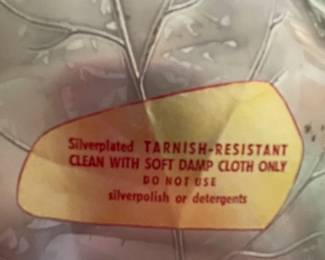 Silverplated TARNISH-RESISTANT
CLEAN WITH SOFT DAMP CLOTH ONLY
DO NOT USE
silverpolish or detergents